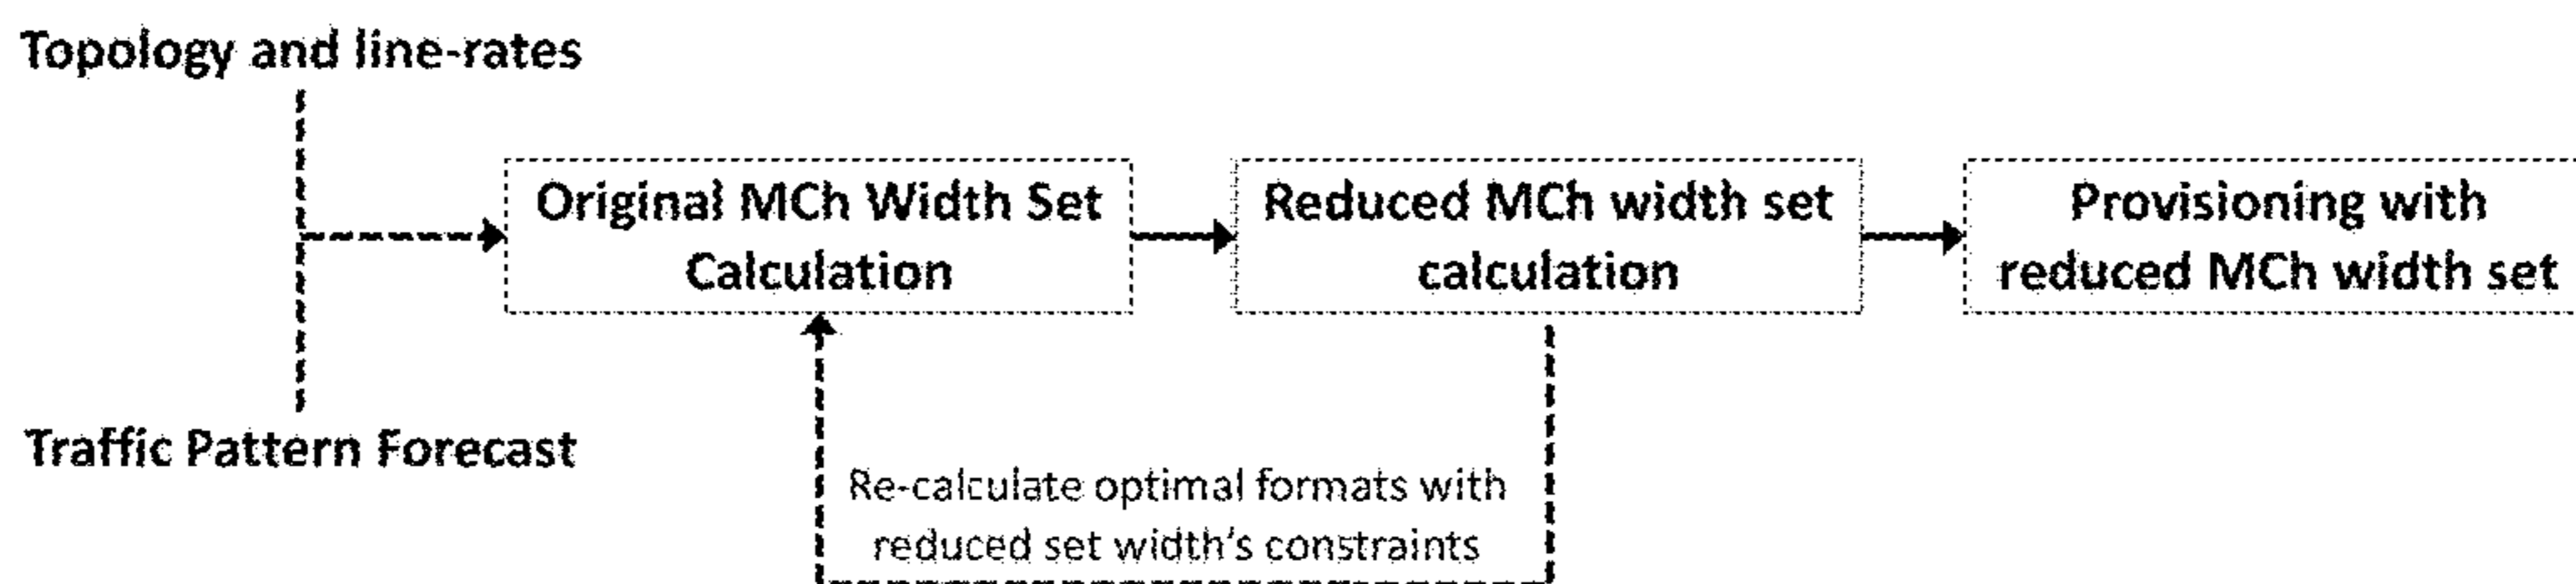 Topology and line-rates
Original MCh Width Set
Calculation
Reduced MCh width set
calculation
Provisioning with
reduced MCh width set
Traffic Pattern Forecast
Re-calculate optimal formats with
reduced set width's constraints